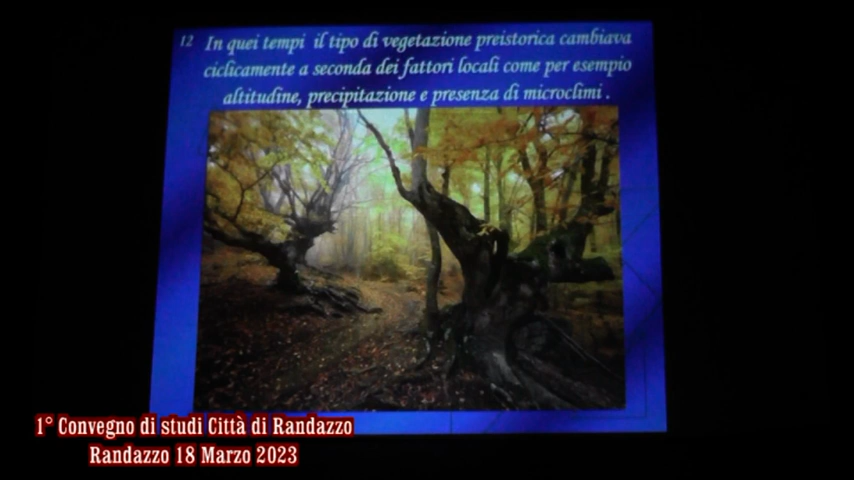 12 In quei tempi il tipo di vegetazione preistorica cambiava
ciclicamente a seconda dei fattori locali come per esempio
altitudine, precipitazione e presenza di microclimi .
1° Convegno di studi Città di Randazzo
Randazzo 18 Marzo 2023